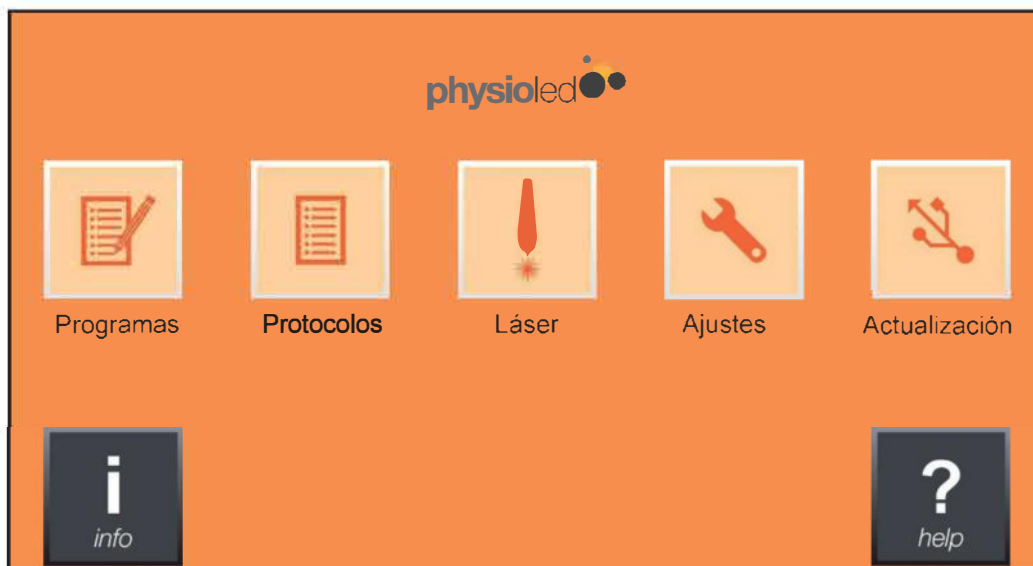 physioled
Programas Protocolos Láser Ajustes Actualización
i
info
?
help